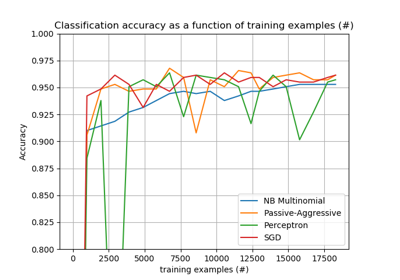 Classification accuracy as a function of training examples (#)
1.000
0.975
0.950
0.925
0.900
0.875
0.850
0.825
0.800
Accuracy
NB Multinomial
Passive-Aggressive
Perceptron
SGD
0 2500 5000 7500 10000 12500 15000 17500
training examples (#)